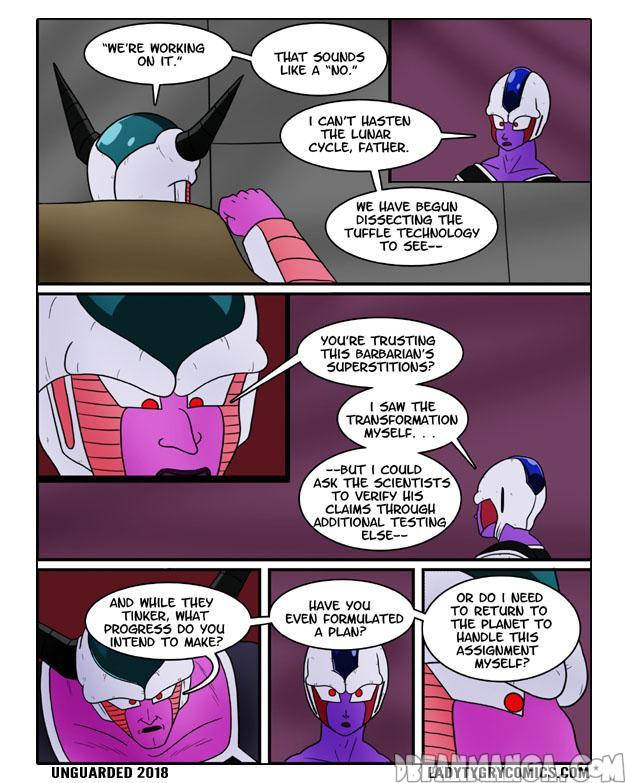 "WE'RE WORKING
ON IT."
THAT SOUNDS
LIKE A "NO."
I CAN'T HASTEN
THE LUNAR
CYCLE, FATHER.
WE HAVE BEGUN
DISSECTING THE
TUFFLE TECHNOLOGY
TO SEE--
YOU'RE TRUSTING
THIS BARBARIAN'S
SUPERSTITIONS?
I SAW THE
TRANSFORMATION
MYSELF. . .
--BUT I COULD
ASK THE SCIENTISTS
TO VERIFY HIS
CLAIMS THROUGH
ADDITIONAL TESTING
ELSE--
AND WHILE THEY
TINKER, WHAT
PROGRESS DO YOU
INTEND TO MAKE?
HAVE YOU
EVEN FORMULATED
A PLAN?
OR DO I NEED
TO RETURN TO
THE PLANET TO
HANDLE THIS
ASSIGNMENT
MYSELF?
UNGUARDED 2018
LADYTYGRYCOMICS.COM
DBEANMANGA.COM